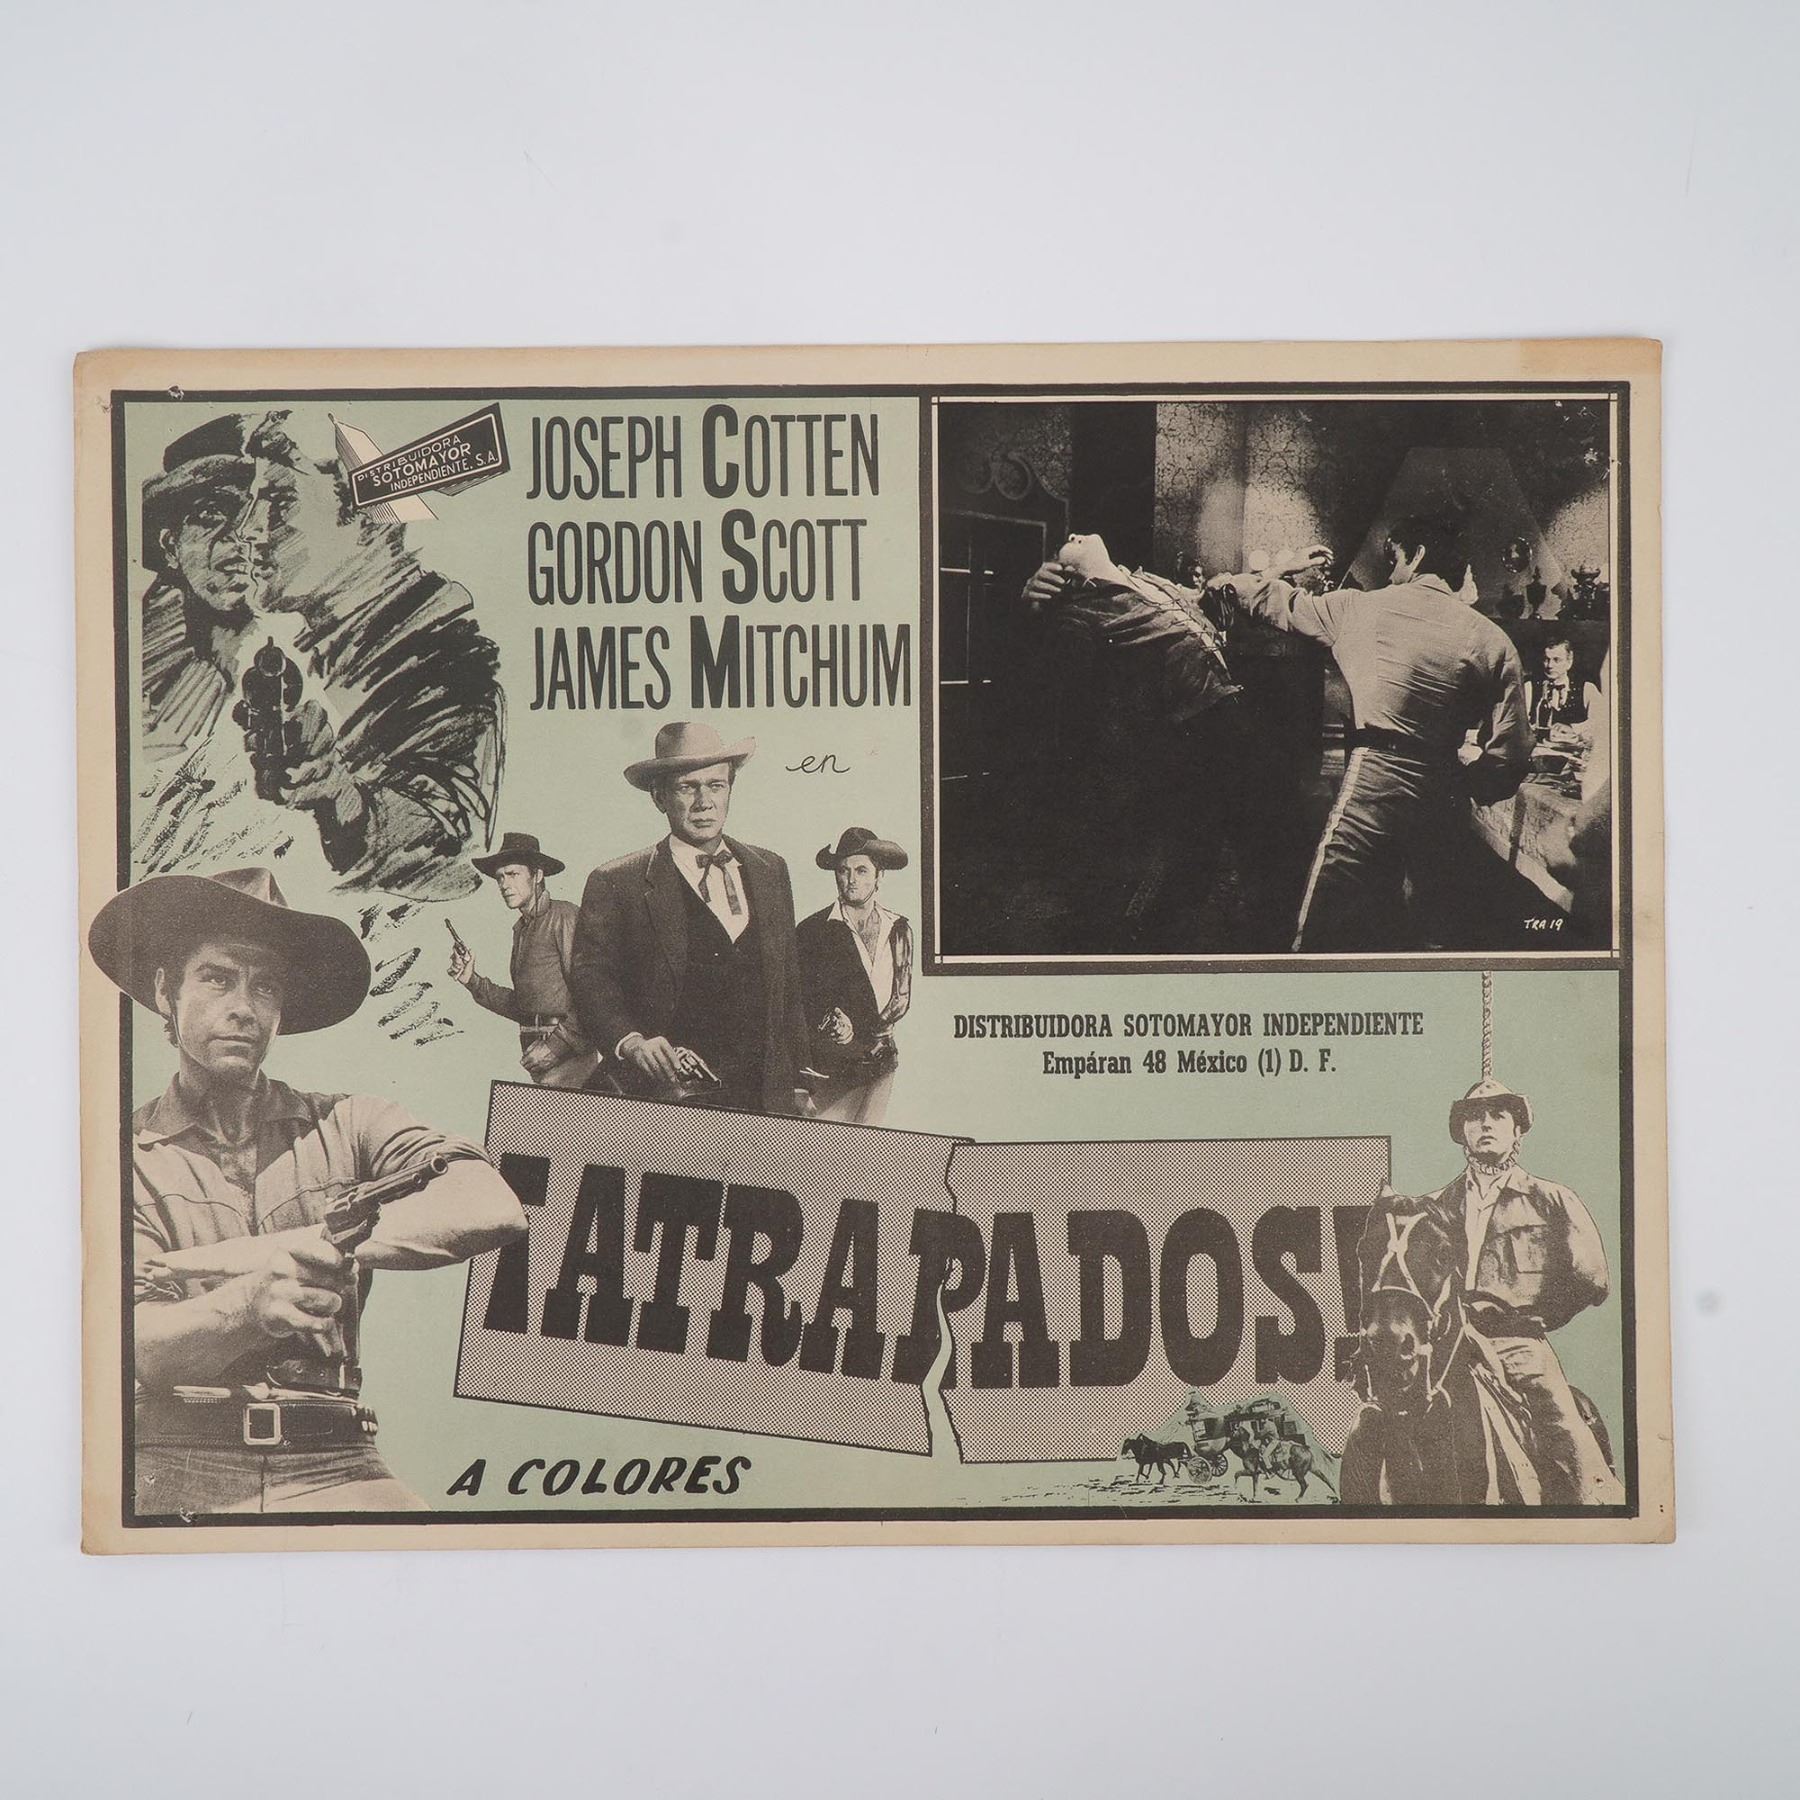 DISTRIBUIDORA
SOTOMAYOR
INDEPENDIENTE, S.A.
JOSEPH COTTEN
GORDON SCOTT
JAMES MITCHUM
en
TRA 19
DISTRIBUIDORA SOTOMAYOR INDEPENDIENTE
Empáran 48 México (1) D. F.
¡ATRAPADOS!
A COLORES